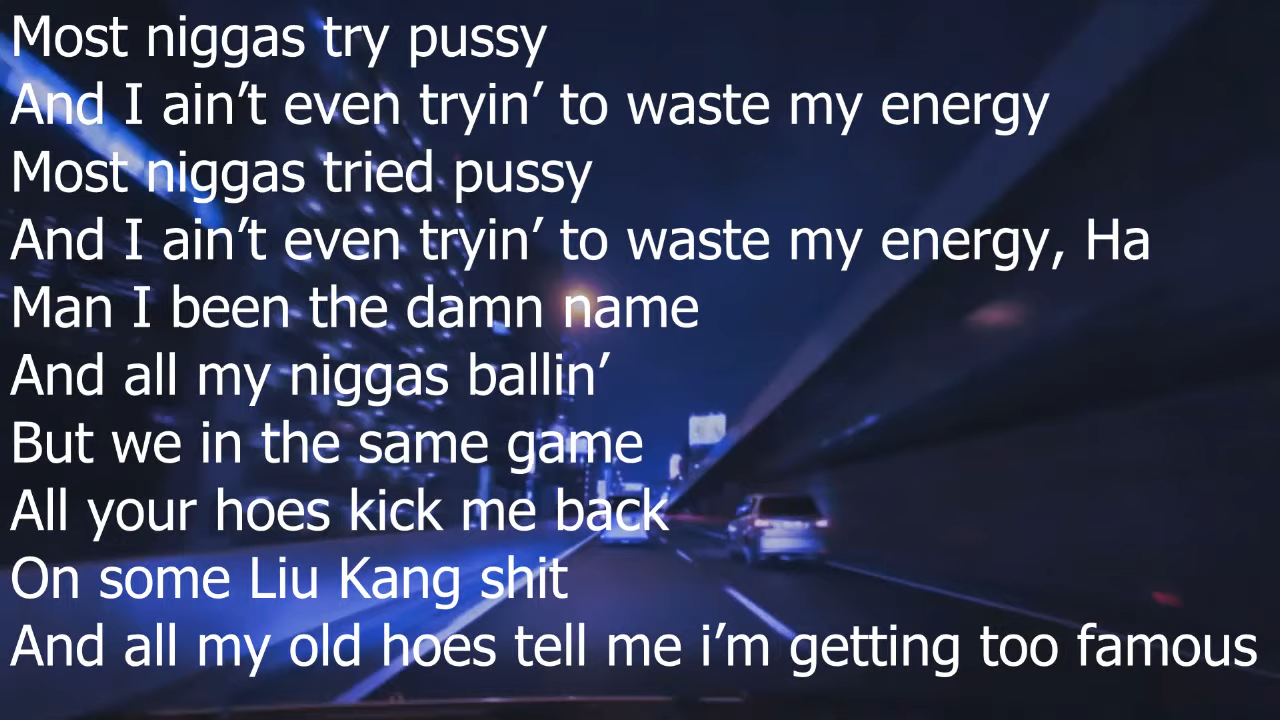 Most niggas try pussy
And I ain’t even tryin’ to waste my energy
Most niggas tried pussy
And I ain’t even tryin’ to waste my energy, Ha
Man I been the damn name
And all my niggas ballin’
But we in the same game
All your hoes kick me back
On some Liu Kang shit
And all my old hoes tell me i’m getting too famous